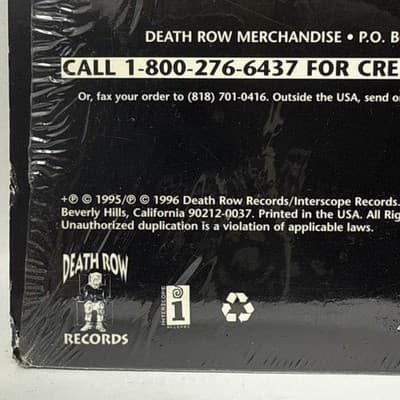 DEATH ROW MERCHANDISE • P.O. B
CALL 1-800-276-6437 FOR CRE
Or, fax your order to (818) 701-0416. Outside the USA, send o
+℗ © 1995/℗ © 1996 Death Row Records/Interscope Records.
Beverly Hills, California 90212-0037. Printed in the USA. All Rig
Unauthorized duplication is a violation of applicable laws.
DEATH ROW
RECORDS
INTERSCOPE
i
RECORDS